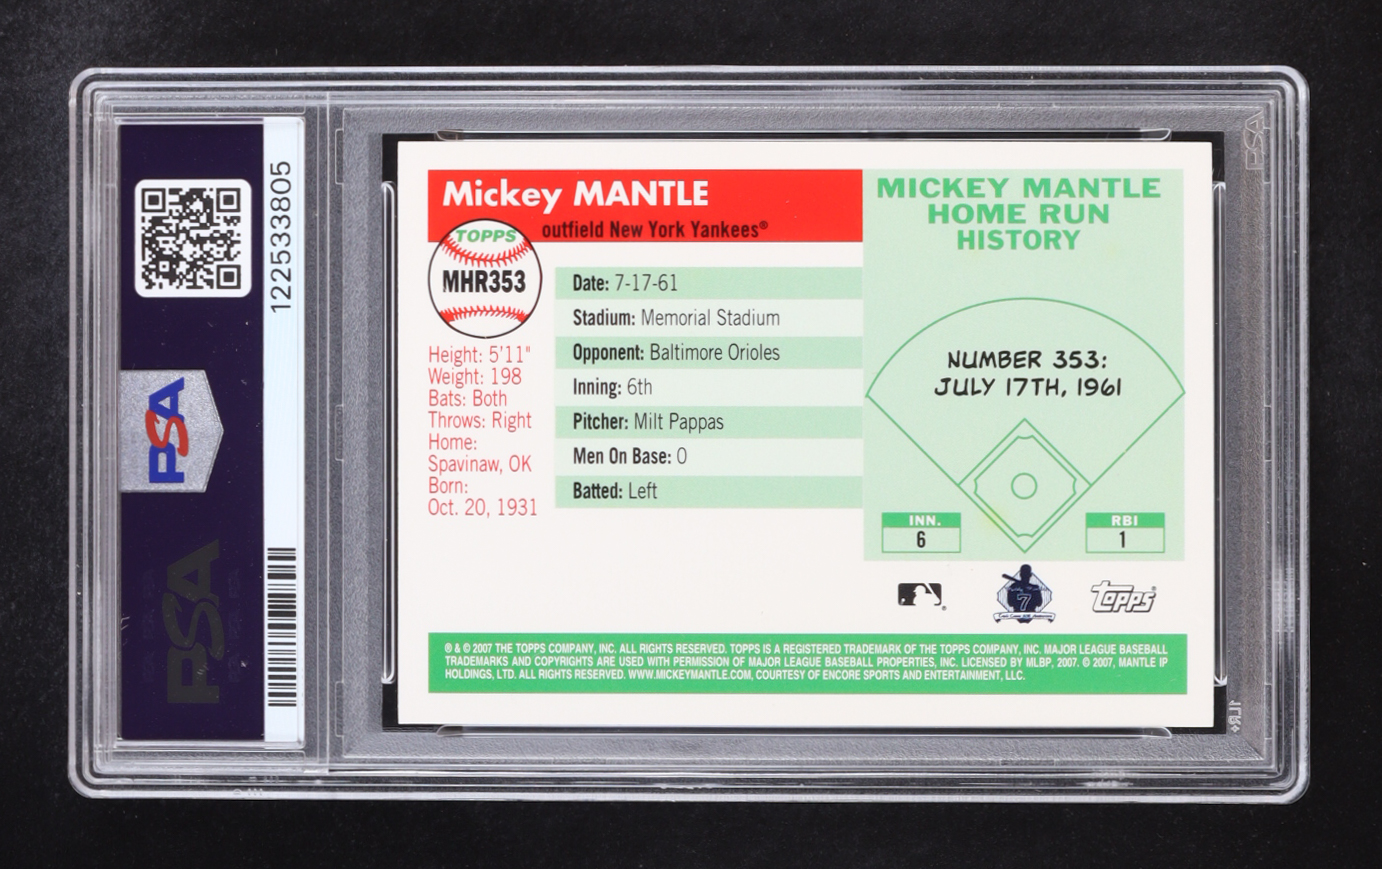 12253​3805
PSA
PSA
PSA
Mickey MANTLE
outfield New York Yankees®
TOPPS
MHR353
Height: 5'11"
Weight: 198
Bats: Both
Throws: Right
Home:
Spavinaw, OK
Born:
Oct. 20, 1931
Date: 7-17-61
Stadium: Memorial Stadium
Opponent: Baltimore Orioles
Inning: 6th
Pitcher: Milt Pappas
Men On Base: 0
Batted: Left
MICKEY MANTLE
HOME RUN
HISTORY
NUMBER 353:
JULY 17TH, 1961
INN.
6
RBI
1
7
Topps®
® & © 2007 THE TOPPS COMPANY, INC. ALL RIGHTS RESERVED. TOPPS IS A REGISTERED TRADEMARK OF THE TOPPS COMPANY, INC. MAJOR LEAGUE BASEBALL
TRADEMARKS AND COPYRIGHTS ARE USED WITH PERMISSION OF MAJOR LEAGUE BASEBALL PROPERTIES, INC. LICENSED BY MLBP, 2007. © 2007, MANTLE IP
HOLDINGS, LTD. ALL RIGHTS RESERVED. WWW.MICKEYMANTLE.COM, COURTESY OF ENCORE SPORTS AND ENTERTAINMENT, LLC.